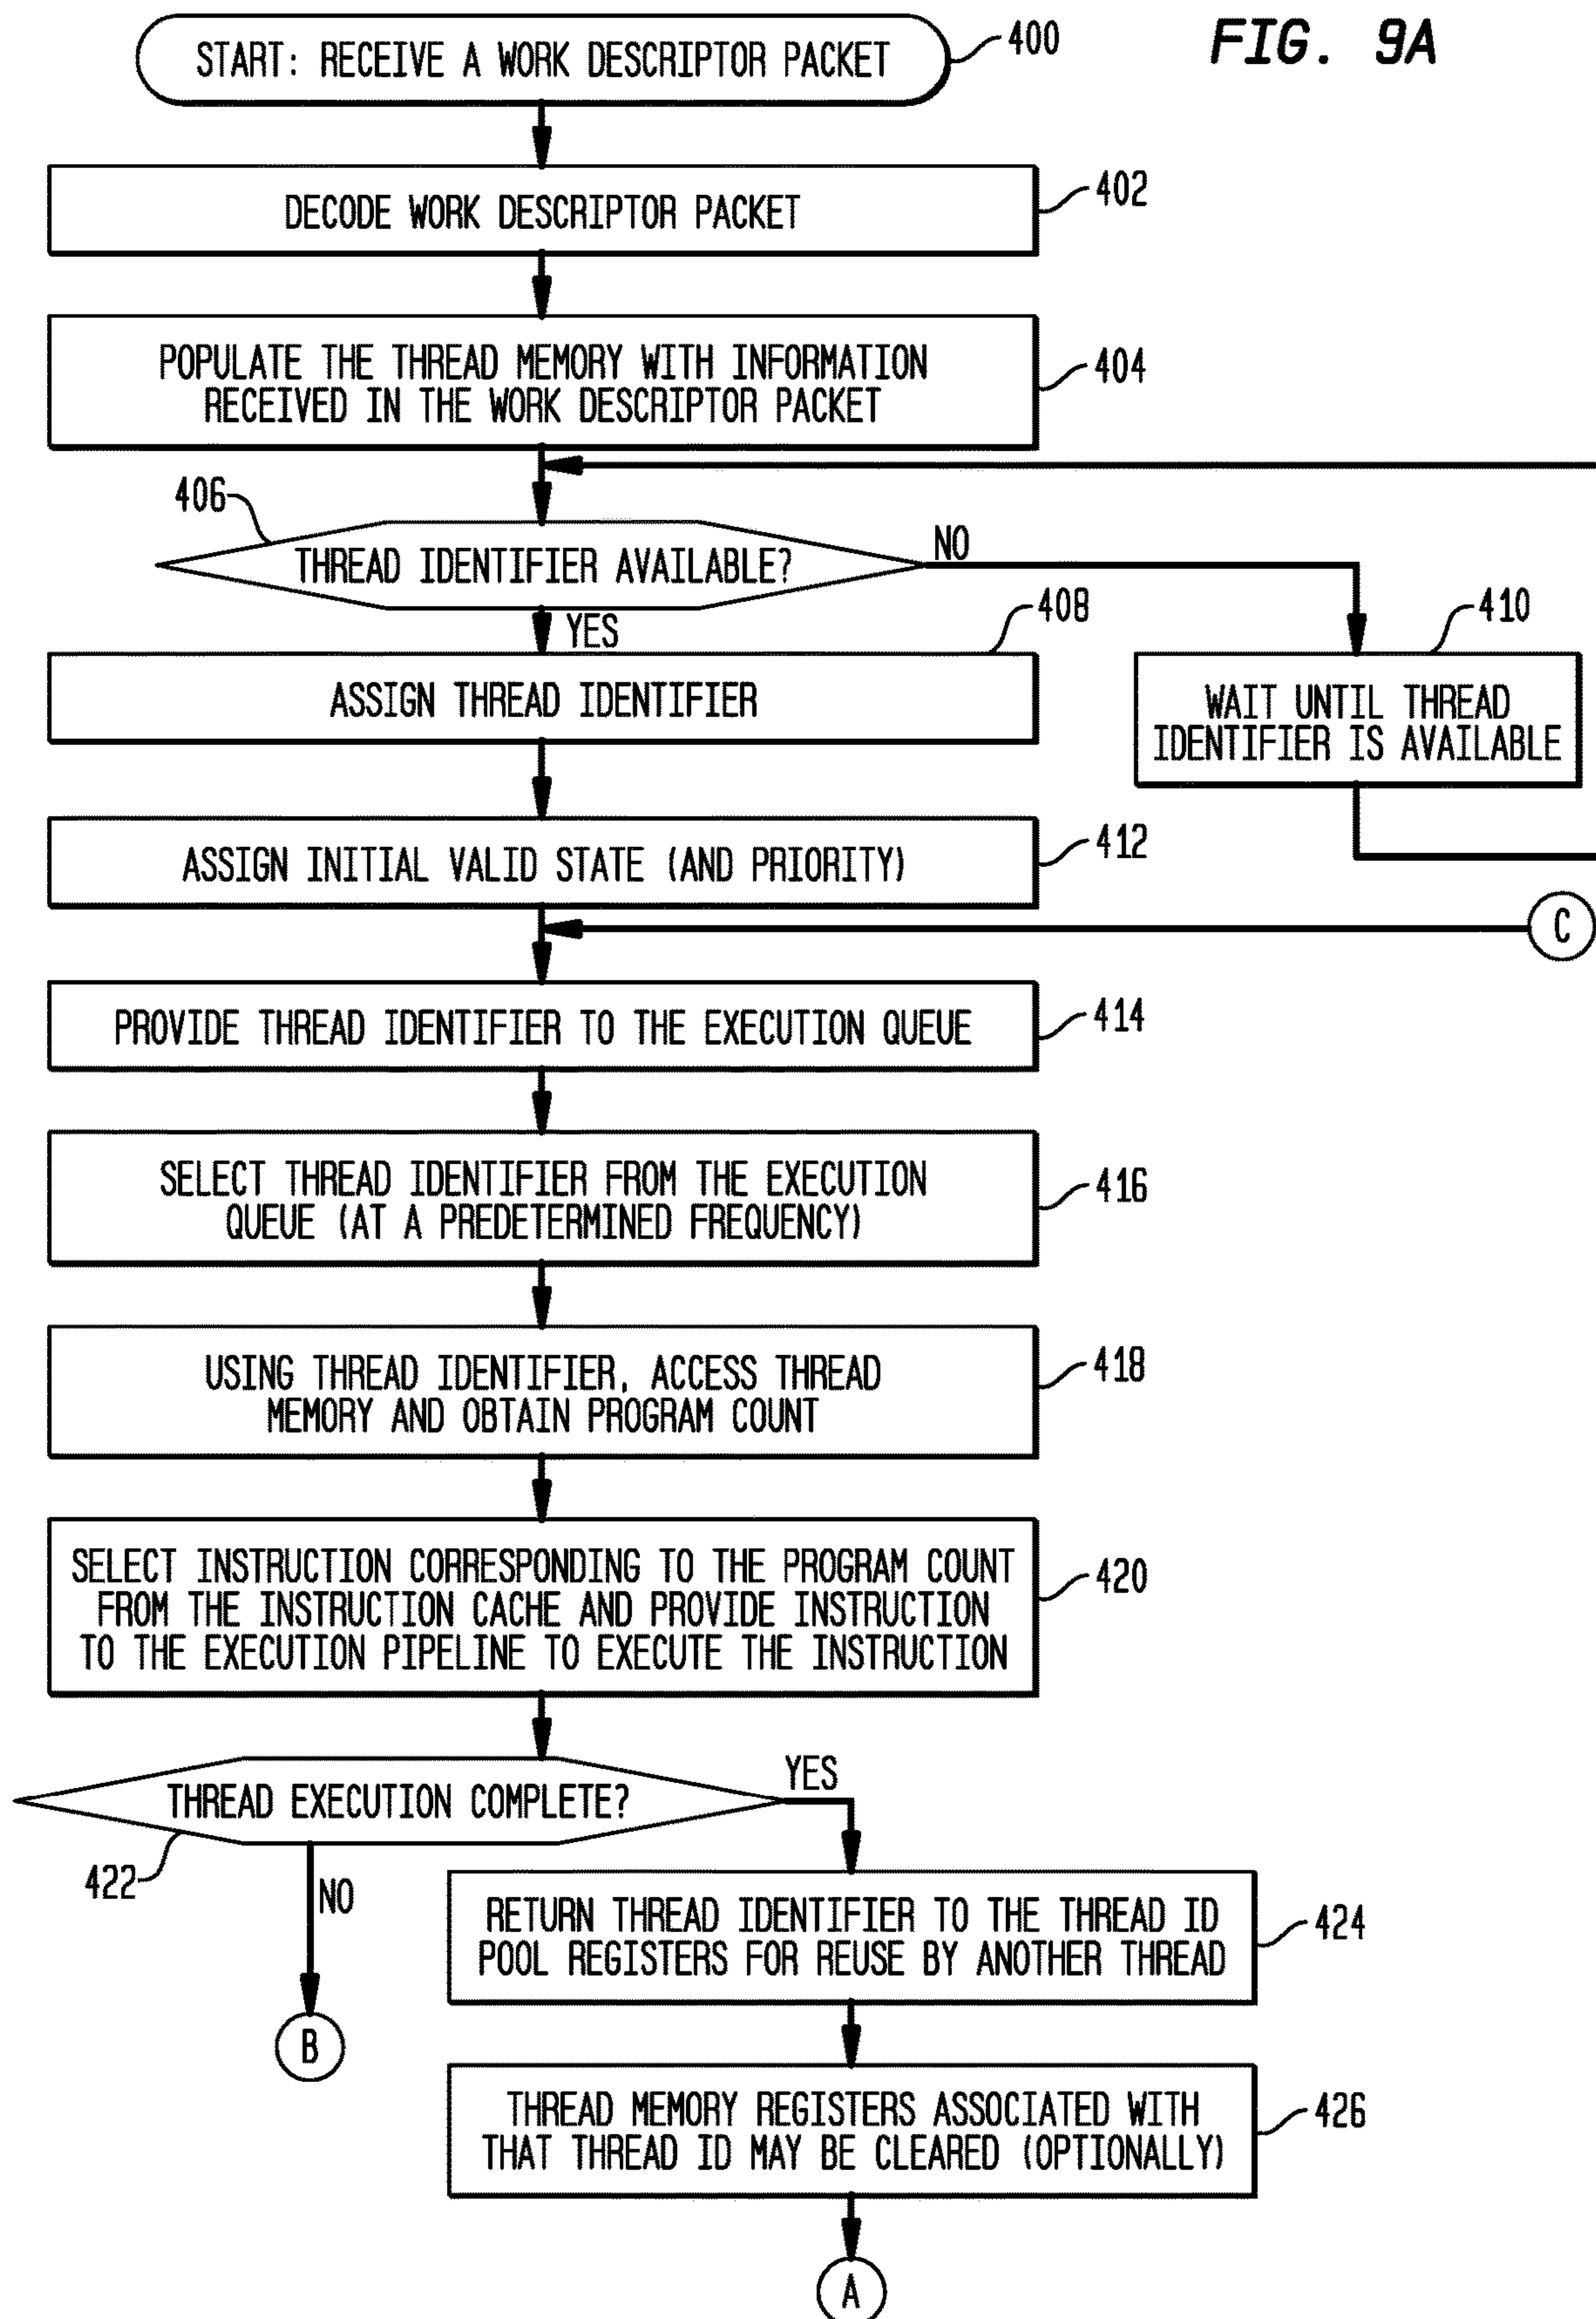 START: RECEIVE A WORK DESCRIPTOR PACKET
400
FIG. 9A
DECODE WORK DESCRIPTOR PACKET
402
POPULATE THE THREAD MEMORY WITH INFORMATION
RECEIVED IN THE WORK DESCRIPTOR PACKET
404
406
THREAD IDENTIFIER AVAILABLE?
NO
YES
408
410
ASSIGN THREAD IDENTIFIER
WAIT UNTIL THREAD
IDENTIFIER IS AVAILABLE
ASSIGN INITIAL VALID STATE (AND PRIORITY)
412
C
PROVIDE THREAD IDENTIFIER TO THE EXECUTION QUEUE
414
SELECT THREAD IDENTIFIER FROM THE EXECUTION
QUEUE (AT A PREDETERMINED FREQUENCY)
416
USING THREAD IDENTIFIER, ACCESS THREAD
MEMORY AND OBTAIN PROGRAM COUNT
418
SELECT INSTRUCTION CORRESPONDING TO THE PROGRAM COUNT
FROM THE INSTRUCTION CACHE AND PROVIDE INSTRUCTION
TO THE EXECUTION PIPELINE TO EXECUTE THE INSTRUCTION
420
THREAD EXECUTION COMPLETE?
YES
422
NO
RETURN THREAD IDENTIFIER TO THE THREAD ID
POOL REGISTERS FOR REUSE BY ANOTHER THREAD
424
B
THREAD MEMORY REGISTERS ASSOCIATED WITH
THAT THREAD ID MAY BE CLEARED (OPTIONALLY)
426
A